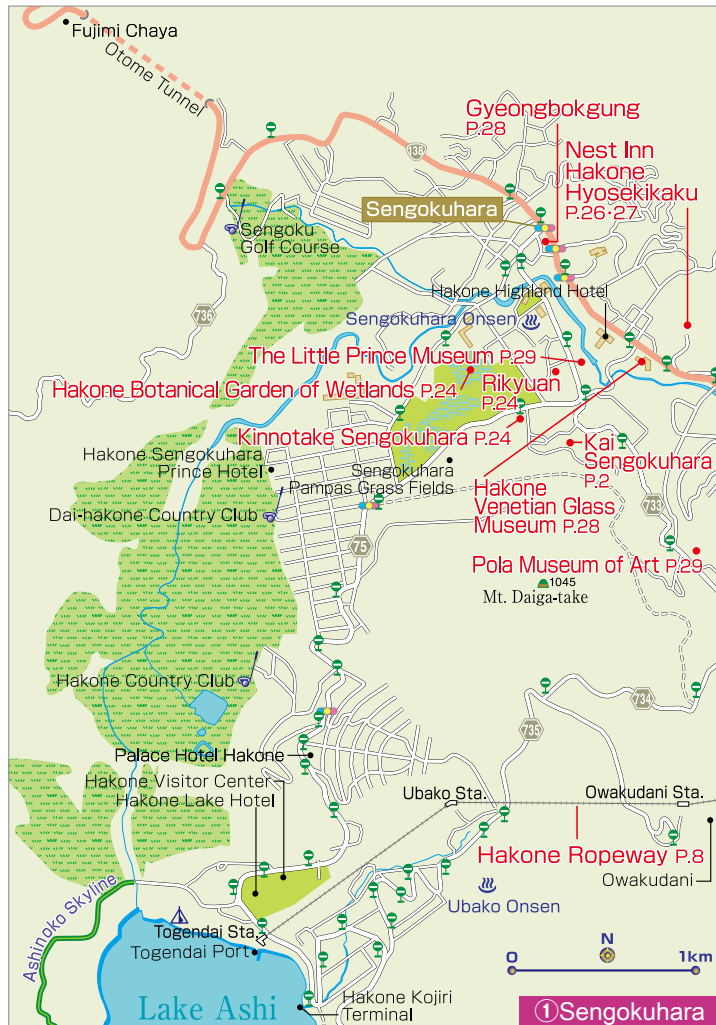 Fujimi Chaya
Otome Tunnel
Gyeongbokgung
P.28
138
Nest Inn
Hakone
Hyosekikaku
P.26·27
Sengokuhara
Sengoku
Golf Course
736
Hakone Highland Hotel
Sengokuhara Onsen
The Little Prince Museum P.29
Hakone Botanical Garden of Wetlands P.24
Rikyuan
P.24
Kinnotake Sengokuhara P.24
Kai
Sengokuhara
P.2
Hakone Sengokuhara
Prince Hotel
Sengokuhara
Pampas Grass Fields
Hakone
Venetian Glass
Museum P.28
733
Dai-hakone Country Club
75
Pola Museum of Art P.29
1045
Mt. Daiga-take
Hakone Country Club
734
735
Palace Hotel Hakone
Hakone Visitor Center
Hakone Lake Hotel
Ubako Sta.
Owakudani Sta.
Hakone Ropeway P.8
Owakudani
Ubako Onsen
Ashinoko Skyline
Togendai Sta.
Togendai Port
N
0
1km
Lake Ashi
Hakone Kojiri
Terminal
①Sengokuhara